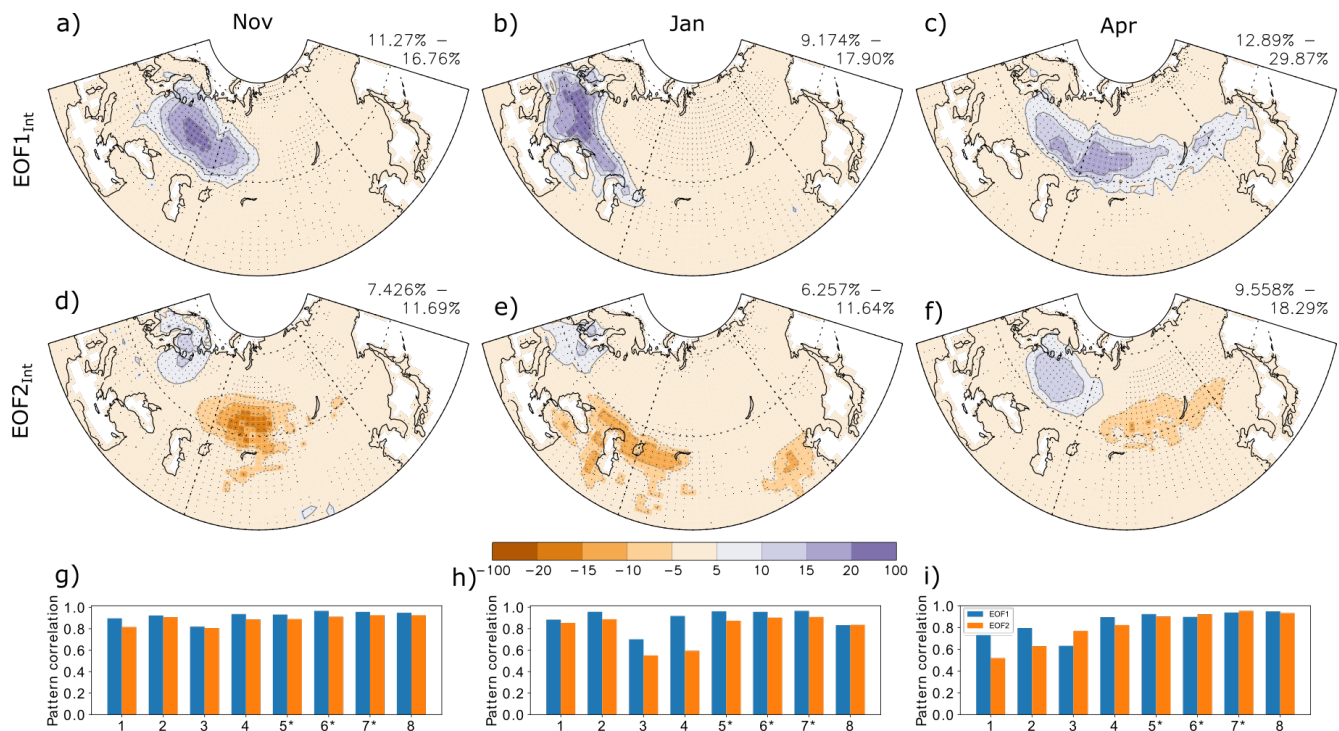 a) Nov b) Jan c) Apr
11.27% – 16.76%
9.174% – 17.90%
12.89% – 29.87%
EOF1Int
d) e) f)
7.426% – 11.69%
6.257% – 11.64%
9.558% – 18.29%
EOF2Int
-100 -20 -15 -10 -5 5 10 15 20 100
g)
Pattern correlation
1.0
0.8
0.6
0.4
0.2
0.0
1 2 3 4 5* 6* 7* 8
h)
Pattern correlation
1.0
0.8
0.6
0.4
0.2
0.0
1 2 3 4 5* 6* 7* 8
i)
Pattern correlation
1.0
0.8
0.6
0.4
0.2
0.0
EOF1
EOF2
1 2 3 4 5* 6* 7* 8